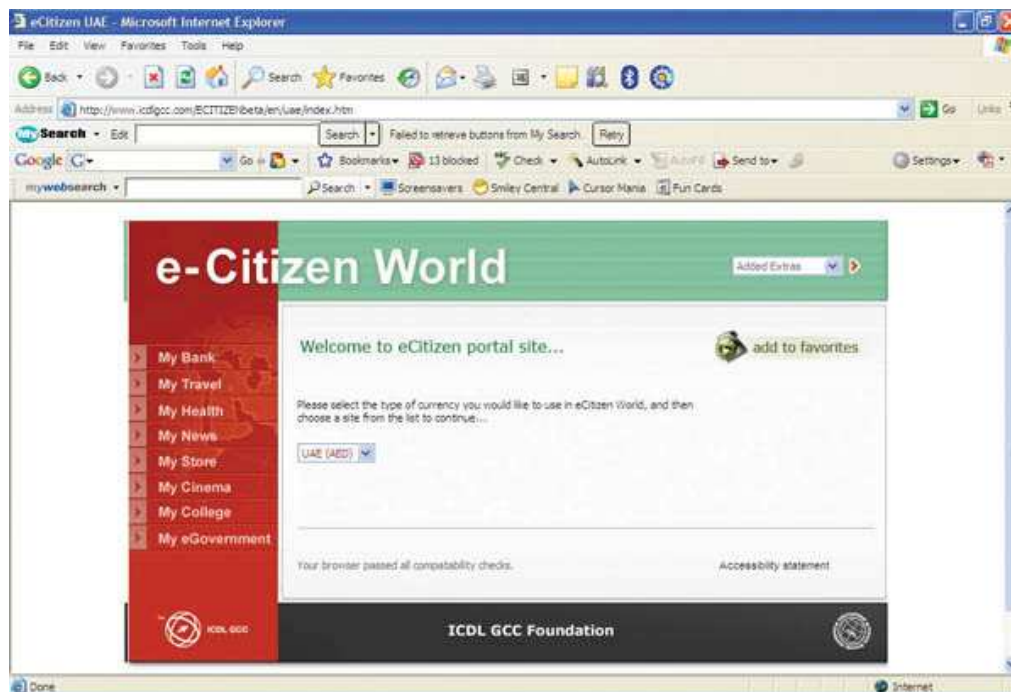 eCitizen UAE - Microsoft Internet Explorer
File Edit View Favorites Tools Help
Back Search Favorites
Address http://www.icdlgcc.com/ECITIZENbeta/en/uae/index.htm Go Links
My Search Edit Search Failed to retrieve buttons from My Search Retry
Google G Go Bookmarks 13 blocked Check AutoLink AutoFill Send to Settings
mywebsearch Search Screensavers Smiley Central Cursor Mania Fun Cards
e-Citizen World
Added Extras
Welcome to eCitizen portal site...
add to favorites
My Bank
My Travel
My Health
My News
My Store
My Cinema
My College
My eGovernment
Please select the type of currency you would like to use in eCitizen World, and then
choose a site from the list to continue...
UAE (AED)
Your browser passed all compatability checks.
Accessibility statement
ICDL GCC
ICDL GCC Foundation
Done Internet